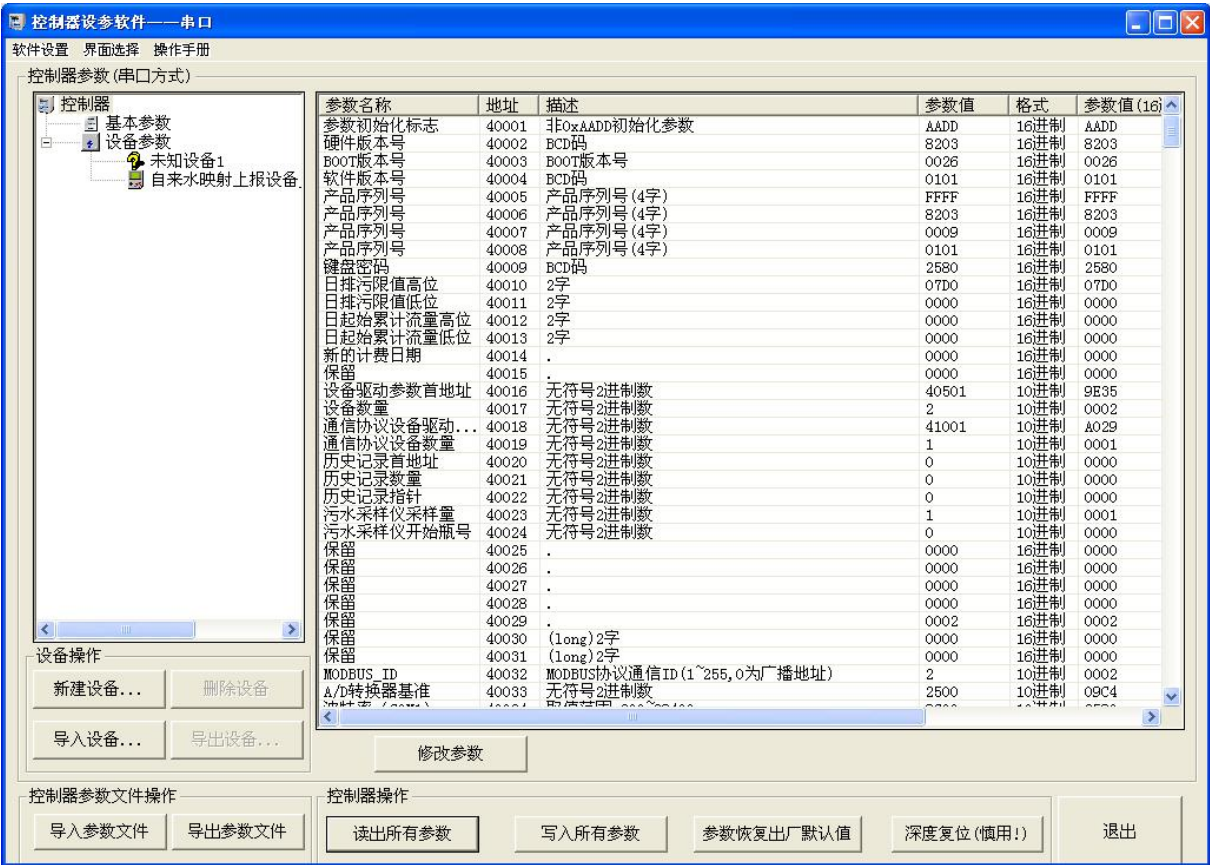 控制器设参软件——串口
软件设置 界面选择 操作手册
控制器参数(串口方式)
控制器
基本参数
设备参数
未知设备1
自来水映射上报设备
参数名称 地址 描述 参数值 格式 参数值(16
参数初始化标志 40001 非0xAADD初始化参数 AADD 16进制 AADD
硬件版本号 40002 BCD码 8203 16进制 8203
BOOT版本号 40003 BOOT版本号 0026 16进制 0026
软件版本号 40004 BCD码 0101 16进制 0101
产品序列号 40005 产品序列号(4字) FFFF 16进制 FFFF
产品序列号 40006 产品序列号(4字) 8203 16进制 8203
产品序列号 40007 产品序列号(4字) 0009 16进制 0009
产品序列号 40008 产品序列号(4字) 0101 16进制 0101
键盘密码 40009 BCD码 2580 16进制 2580
日排污限值高位 40010 2字 07D0 16进制 07D0
日排污限值低位 40011 2字 0000 16进制 0000
日起始累计流量高位 40012 2字 0000 16进制 0000
日起始累计流量低位 40013 2字 0000 16进制 0000
新的计费日期 40014 . 0000 16进制 0000
保留 40015 . 0000 16进制 0000
设备驱动参数首地址 40016 无符号2进制数 40501 10进制 9E35
设备数量 40017 无符号2进制数 2 10进制 0002
通信协议设备驱动... 40018 无符号2进制数 41001 10进制 A029
通信协议设备数量 40019 无符号2进制数 1 10进制 0001
历史记录首地址 40020 无符号2进制数 0 10进制 0000
历史记录数量 40021 无符号2进制数 0 10进制 0000
历史记录指针 40022 无符号2进制数 0 10进制 0000
污水采样仪采样量 40023 无符号2进制数 1 10进制 0001
污水采样仪开始瓶号 40024 无符号2进制数 0 10进制 0000
保留 40025 . 0000 16进制 0000
保留 40026 . 0000 16进制 0000
保留 40027 . 0000 16进制 0000
保留 40028 . 0000 16进制 0000
保留 40029 . 0002 16进制 0002
保留 40030 (long)2字 0000 16进制 0000
保留 40031 (long)2字 0000 16进制 0000
MODBUS_ID 40032 MODBUS协议通信ID(1~255,0为广播地址) 2 10进制 0002
A/D转换器基准 40033 无符号2进制数 2500 10进制 09C4
设备操作
新建设备... 删除设备
导入设备... 导出设备...
修改参数
控制器参数文件操作
导入参数文件 导出参数文件
控制器操作
读出所有参数 写入所有参数 参数恢复出厂默认值 深度复位(慎用!)
退出